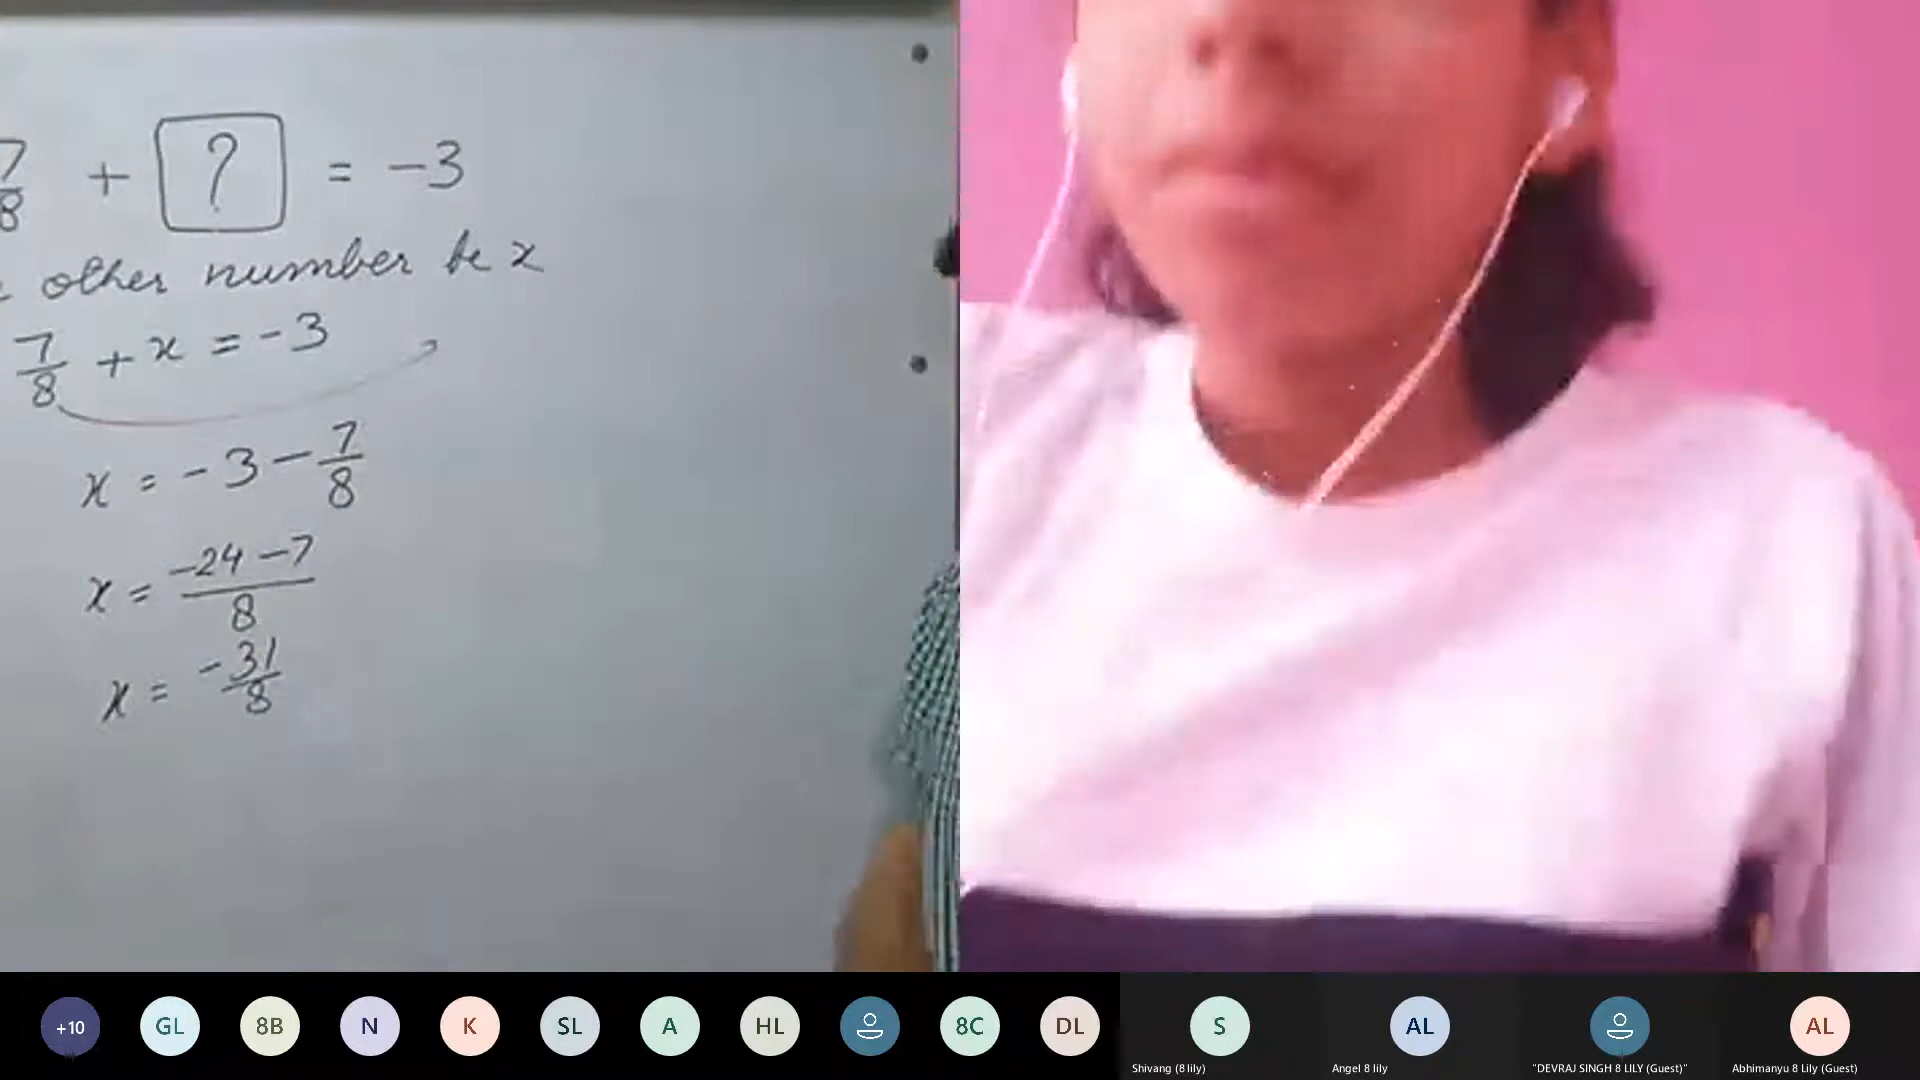 7/8 + ? = -3
other number be x
7/8 + x = -3
x = -3 - 7/8
x = -24 -7/8
x = -31/8
+10 GL 8B N K SL A HL 8C DL S AL AL
Shivang (8 lily) Angel 8 lily "DEVRAJ SINGH 8 LILY (Guest)" Abhimanyu 8 Lily (Guest)